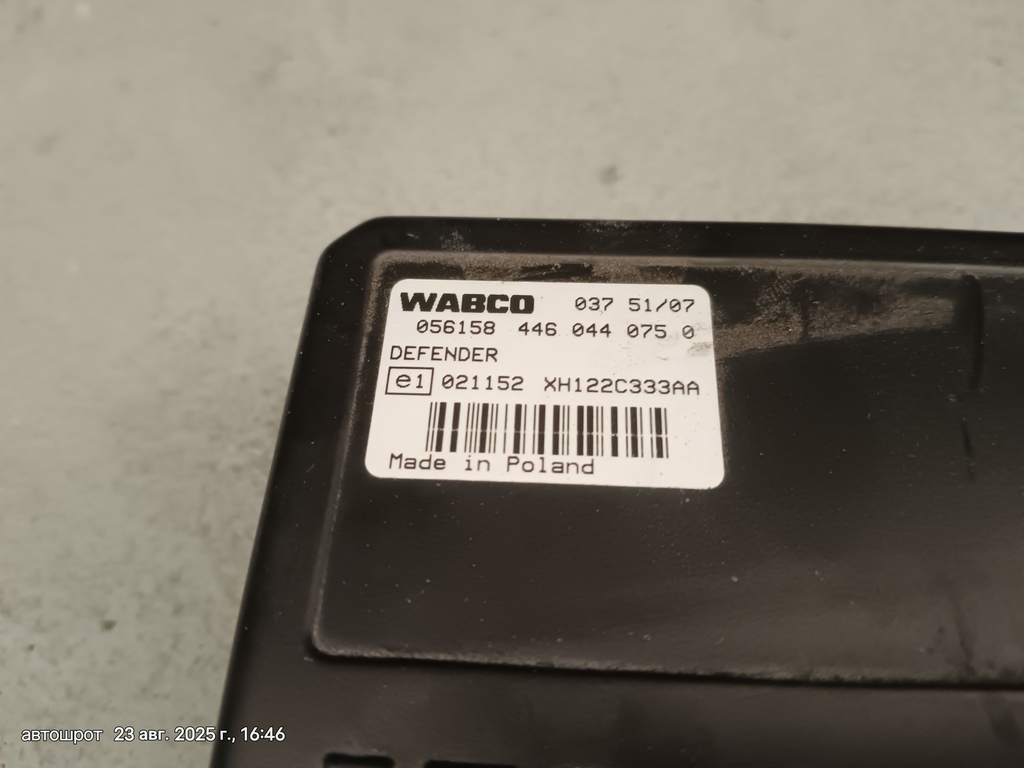 WABCO 037 51/07
056158 446 044 075 0
DEFENDER
e1 021152 XH122C333AA
Made in Poland
автошрот 23 авг. 2025 г., 16:46